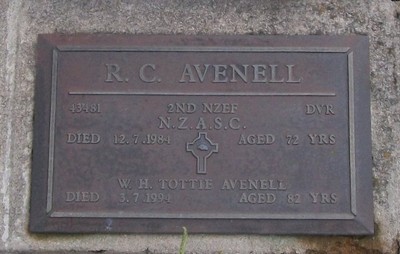 R. C. AVENELL
43481 2ND NZEF DVR
N.Z.A.S.C.
DIED 12.7.1984 AGED 72 YRS
W. H. TOTTIE AVENELL
DIED 3.7.1994 AGED 82 YRS